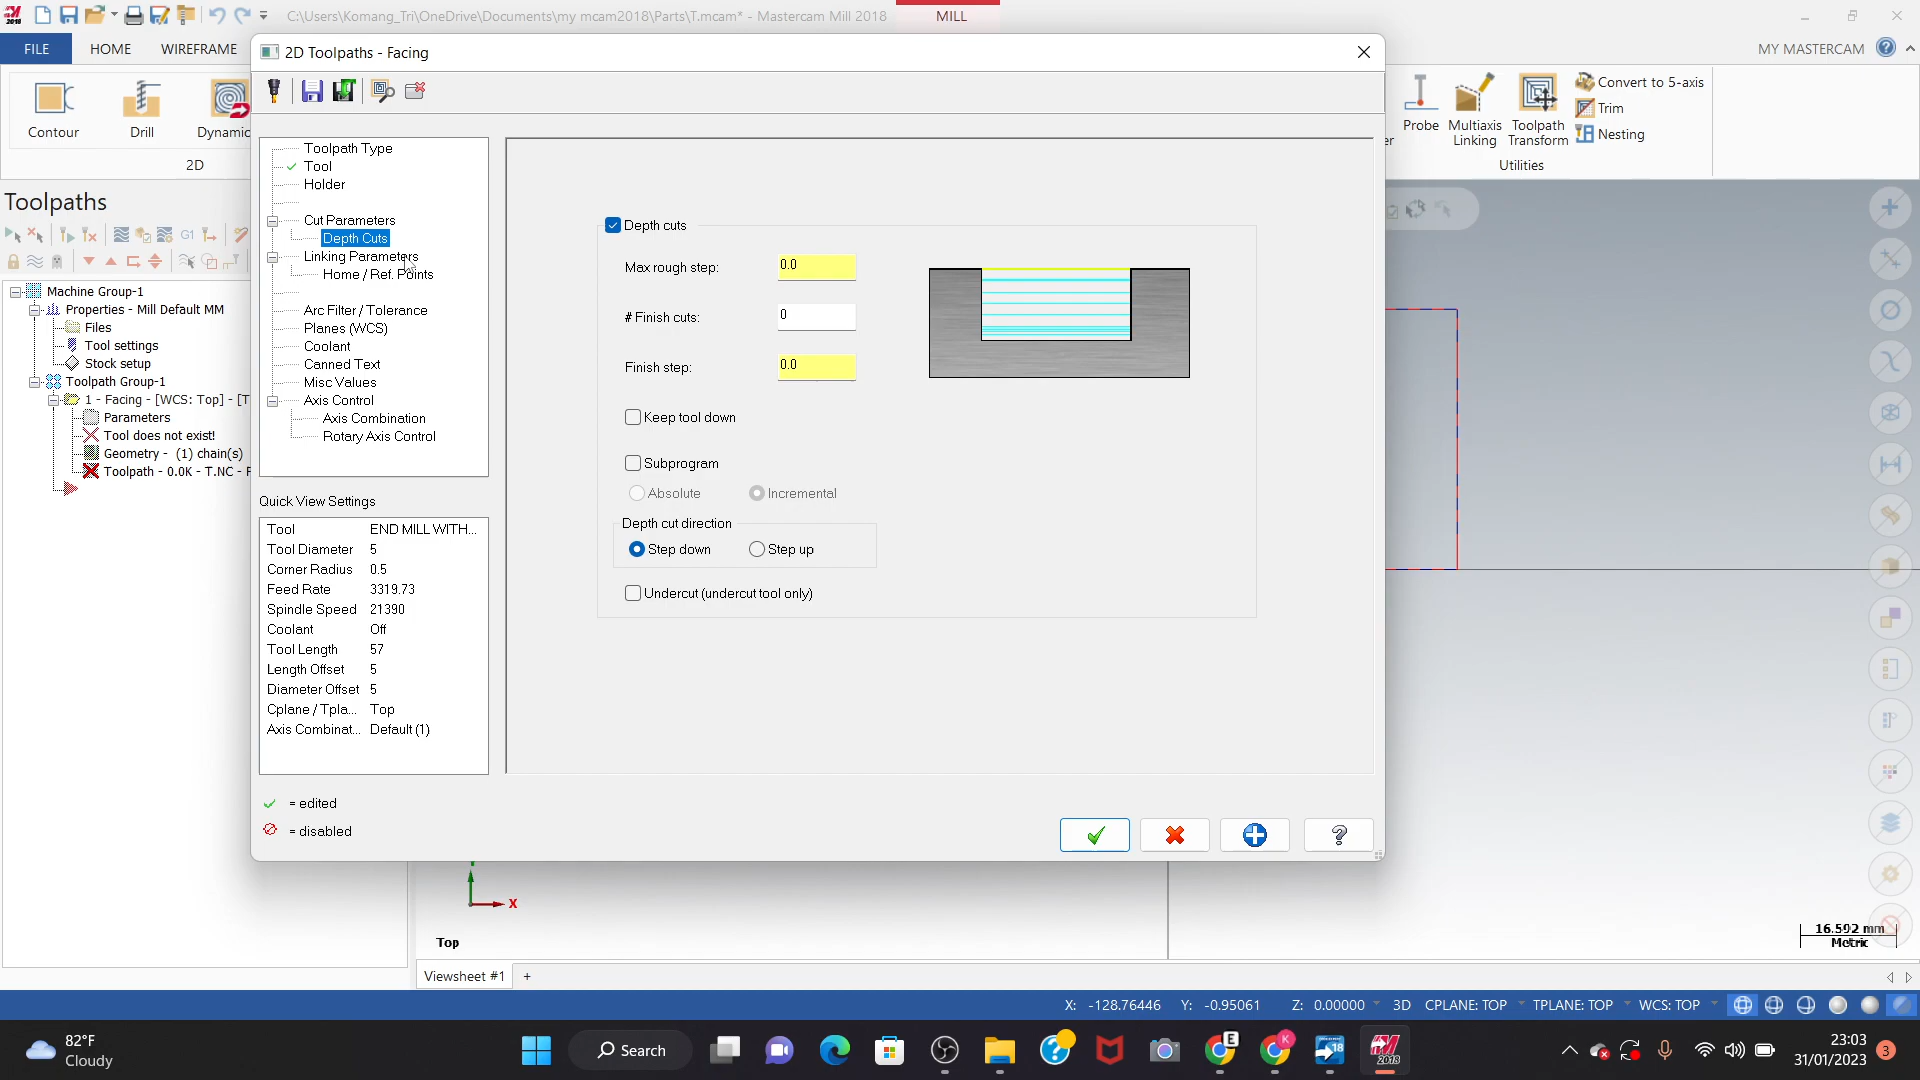 C:\Users\Komang_Tri\OneDrive\Documents\my mcam2018\Parts\T.mcam* - Mastercam Mill 2018
MILL
FILE
HOME
WIREFRAME
MY MASTERCAM
2D Toolpaths - Facing
Contour
Drill
Dynamic
2D
Probe
Multiaxis Linking
Toolpath Transform
Convert to 5-axis
Trim
Nesting
Utilities
Toolpaths
G1
Machine Group-1
Properties - Mill Default MM
Files
Tool settings
Stock setup
Toolpath Group-1
1 - Facing - [WCS: Top] - [T
Parameters
Tool does not exist!
Geometry - (1) chain(s)
Toolpath - 0.0K - T.NC - P
Toolpath Type
Tool
Holder
Cut Parameters
Depth Cuts
Linking Parameters
Home / Ref. Points
Arc Filter / Tolerance
Planes (WCS)
Coolant
Canned Text
Misc Values
Axis Control
Axis Combination
Rotary Axis Control
Quick View Settings
Tool END MILL WITH...
Tool Diameter 5
Corner Radius 0.5
Feed Rate 3319.73
Spindle Speed 21390
Coolant Off
Tool Length 57
Length Offset 5
Diameter Offset 5
Cplane / Tpla... Top
Axis Combinat... Default (1)
= edited
= disabled
Depth cuts
Max rough step: 0.0
# Finish cuts: 0
Finish step: 0.0
Keep tool down
Subprogram
Absolute Incremental
Depth cut direction
Step down Step up
Undercut (undercut tool only)
X
Top
16.592 mm
Metric
Viewsheet #1 +
X: -128.76446 Y: -0.95061 Z: 0.00000 3D CPLANE: TOP TPLANE: TOP WCS: TOP
82°F
Cloudy
Search
23:03
31/01/2023
3